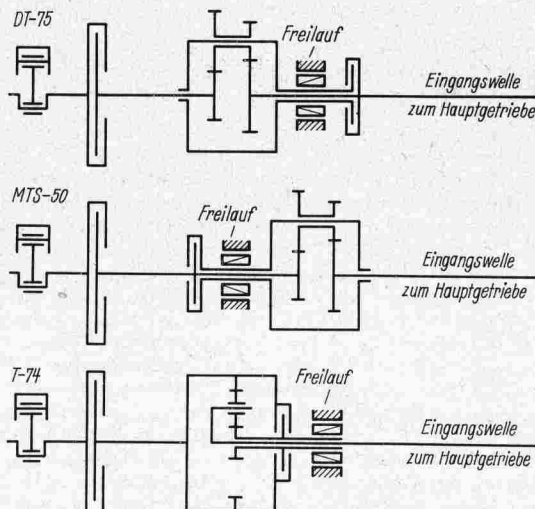 DT-75
Freilauf
Eingangswelle
zum Hauptgetriebe
MTS-50
Freilauf
Eingangswelle
zum Hauptgetriebe
T-74
Freilauf
Eingangswelle
zum Hauptgetriebe